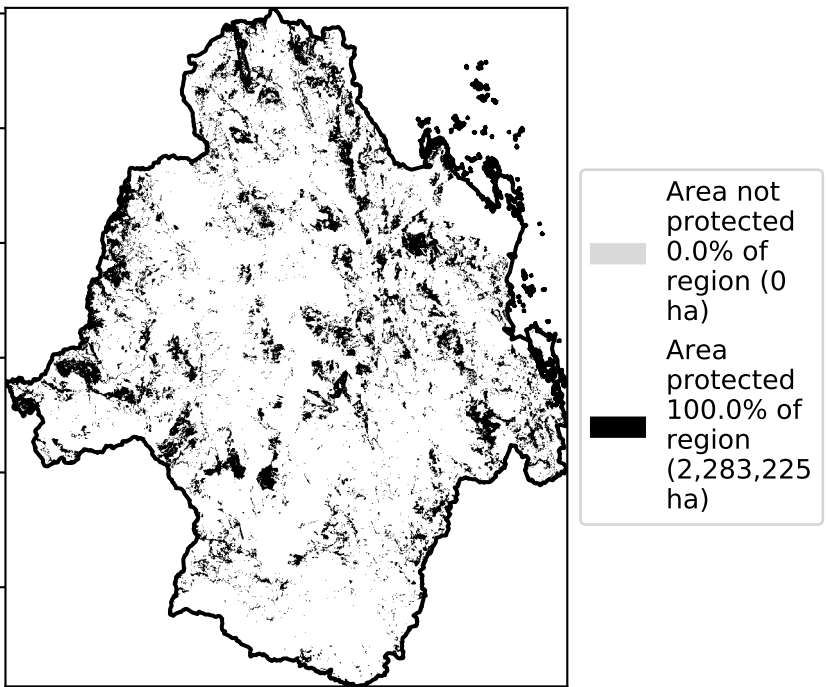 Area not
protected
0.0% of
region (0
ha)
Area
protected
100.0% of
region
(2,283,225
ha)